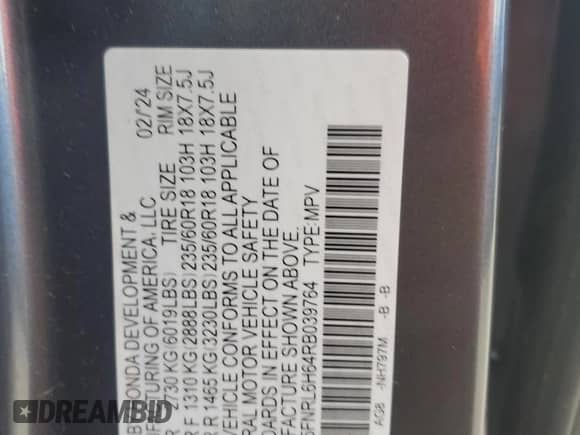 ONDA DEVELOPMENT & 02/24
URING OF AMERICA, LLC
2730 KG(6019LBS) TIRE SIZE RIM SIZE
R F 1310 KG(2888LBS)235/60R18 103H 18X7.5J
R R 1465 KG(3230LBS)235/60R18 103H 18X7.5J
VEHICLE CONFORMS TO ALL APPLICABLE
RAL MOTOR VEHICLE SAFETY
DARDS IN EFFECT ON THE DATE OF
FACTURE SHOWN ABOVE.
5FNRL6H64RB039764 TYPE:MPV
AG8 -NH797M -B -B
DREAMBID